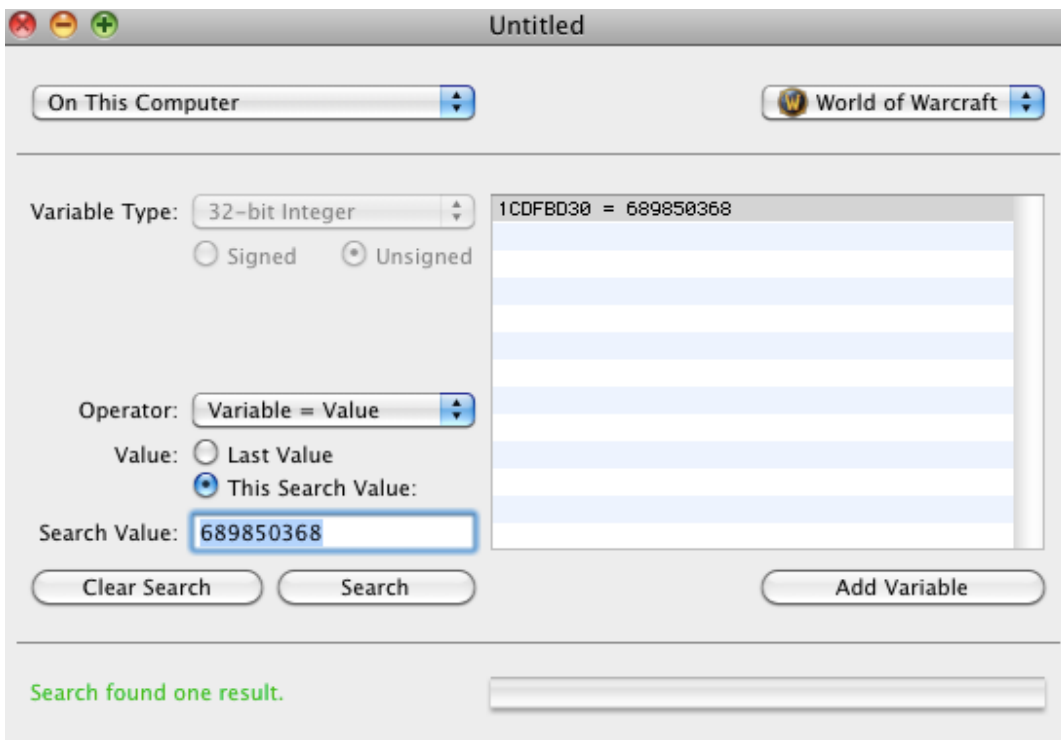 Untitled
On This Computer
World of Warcraft
Variable Type: 32-bit Integer
Signed Unsigned
1CDFBD30 = 689850368
Operator: Variable = Value
Value: Last Value
This Search Value:
Search Value: 689850368
Clear Search Search Add Variable
Search found one result.